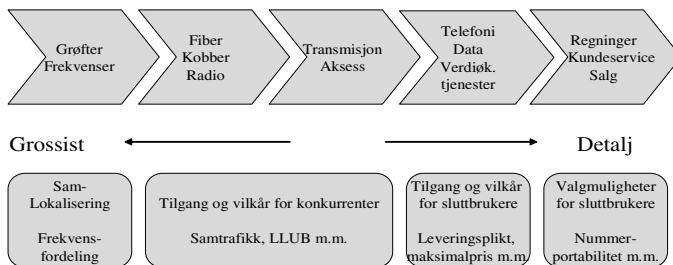 Grøfter
Frekvenser
Fiber
Kobber
Radio
Transmisjon
Aksess
Telefoni
Data
Verdiøk.
tjenester
Regninger
Kundeservice
Salg
Grossist
Detalj
Sam-
Lokalisering
Frekvens-
fordeling
Tilgang og vilkår for konkurrenter
Samtrafikk, LLUB m.m.
Tilgang og vilkår
for sluttbrukere
Leveringsplikt,
maksimalpris m.m.
Valgmuligheter
for sluttbrukere
Nummer-
portabilitet m.m.